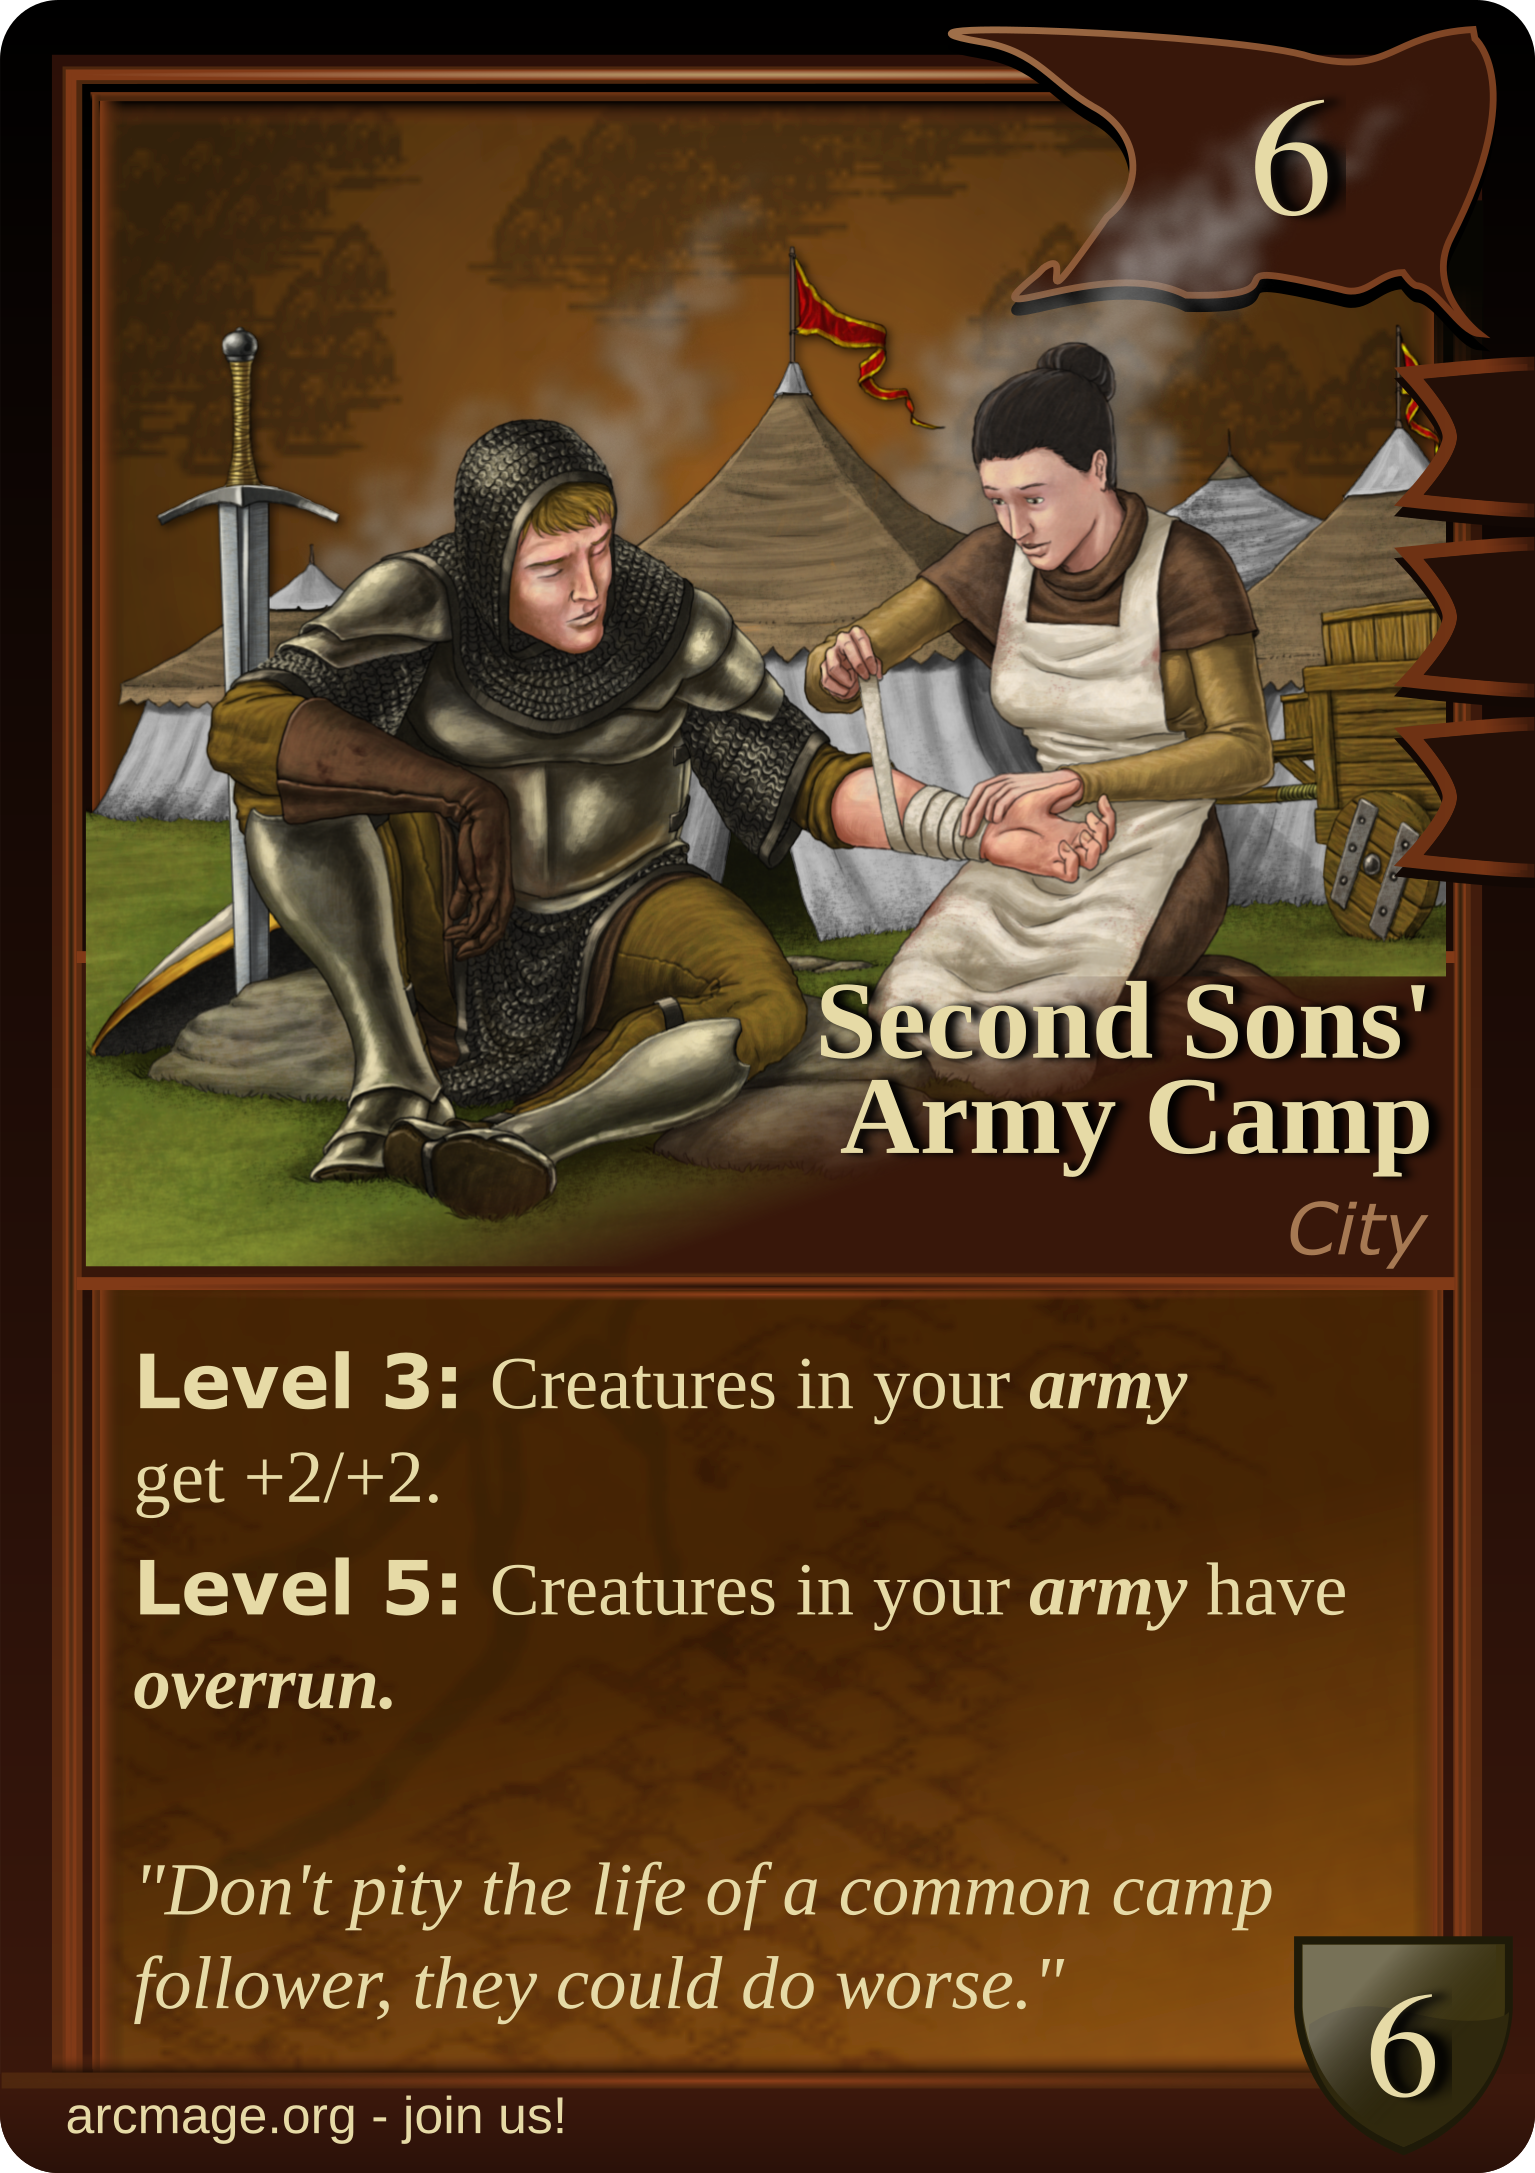 6
Second Sons'
Army Camp
City
Level 3: Creatures in your army
get +2/+2.
Level 5: Creatures in your army have
overrun.
"Don't pity the life of a common camp
follower, they could do worse."
6
arcmage.org - join us!